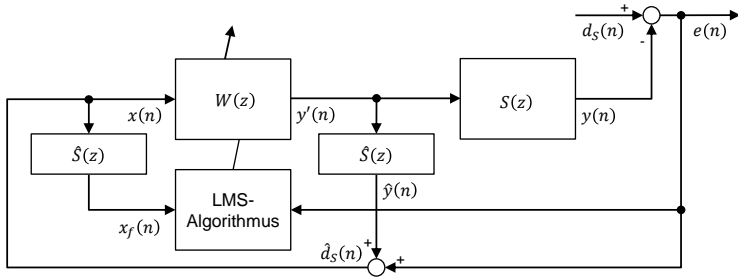 +
d_S(n)
e(n)
-
x(n)
W(z)
y′(n)
S(z)
y(n)
Ŝ(z)
Ŝ(z)
x_f(n)
LMS-
Algorithmus
ŷ(n)
d̂_S(n)
+
+